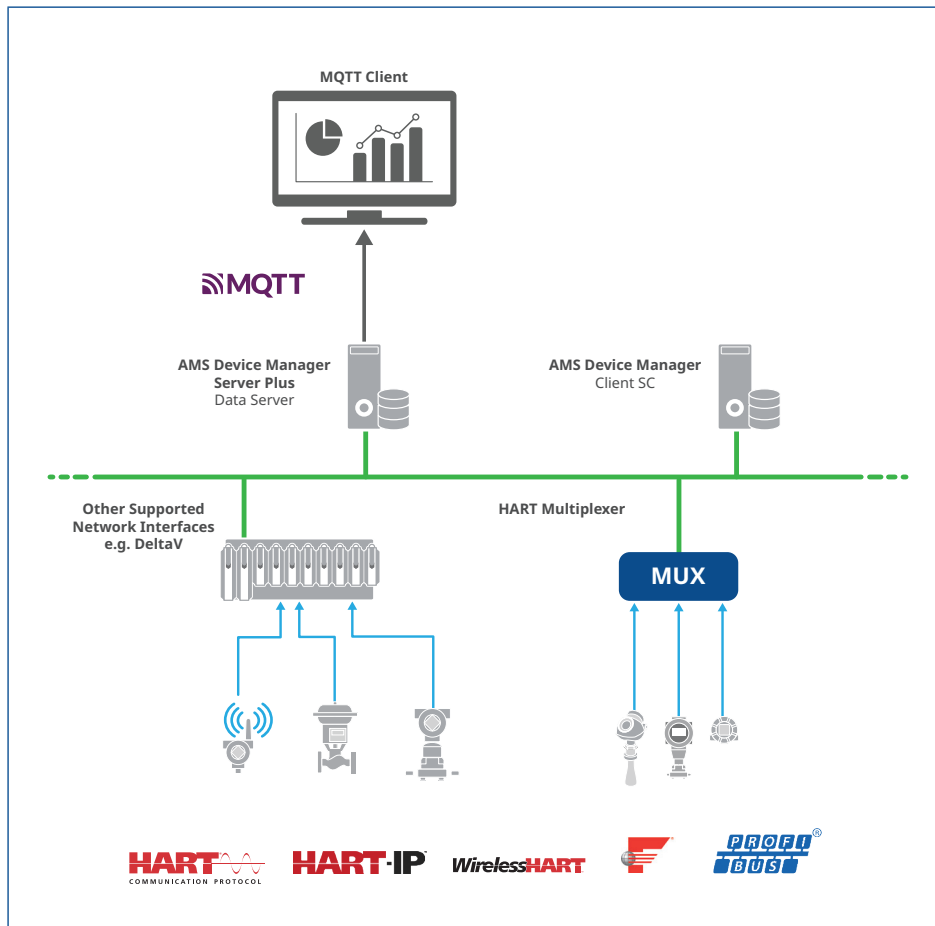 MQTT Client
MQTT
AMS Device Manager
Server Plus
Data Server
AMS Device Manager
Client SC
Other Supported
Network Interfaces
e.g. DeltaV
HART Multiplexer
MUX
HART
COMMUNICATION PROTOCOL
HART-IP
WirelessHART
F
PROFI
BUS
®